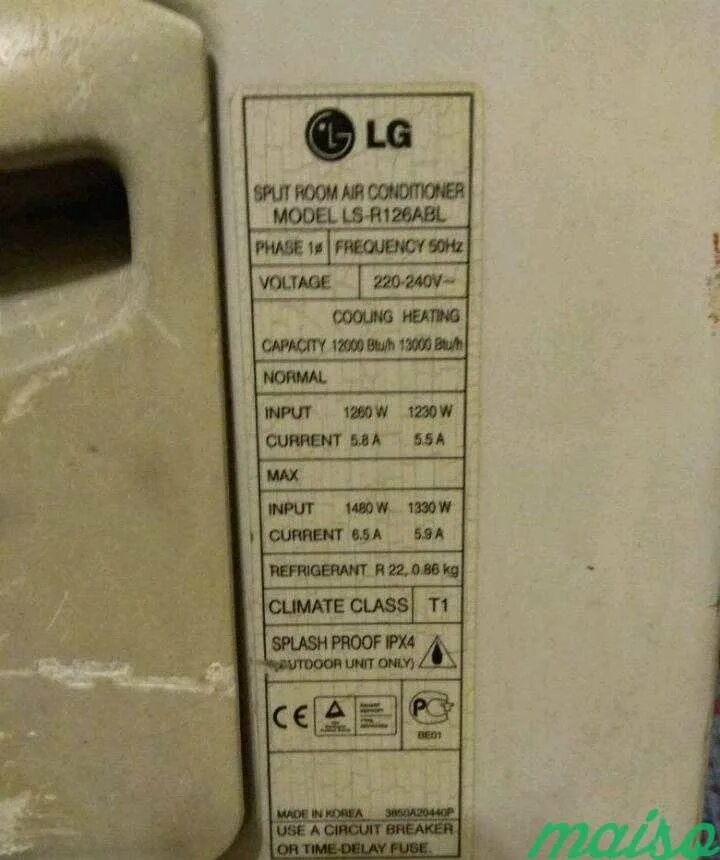 LG
SPLIT ROOM AIR CONDITIONER
MODEL LS-R126ABL
PHASE 1ø FREQUENCY 50Hz
VOLTAGE 220-240V~
COOLING HEATING
CAPACITY 12000 Btu/h 13000 Btu/h
NORMAL
INPUT 1260 W 1230 W
CURRENT 5.8 A 5.5 A
MAX
INPUT 1480 W 1330 W
CURRENT 6.5 A 5.9 A
REFRIGERANT R 22, 0.86 kg
CLIMATE CLASS T1
SPLASH PROOF IPX4
(OUTDOOR UNIT ONLY)
CE
BE01
MADE IN KOREA 3850A20440P
USE A CIRCUIT BREAKER
OR TIME-DELAY FUSE.
maiso